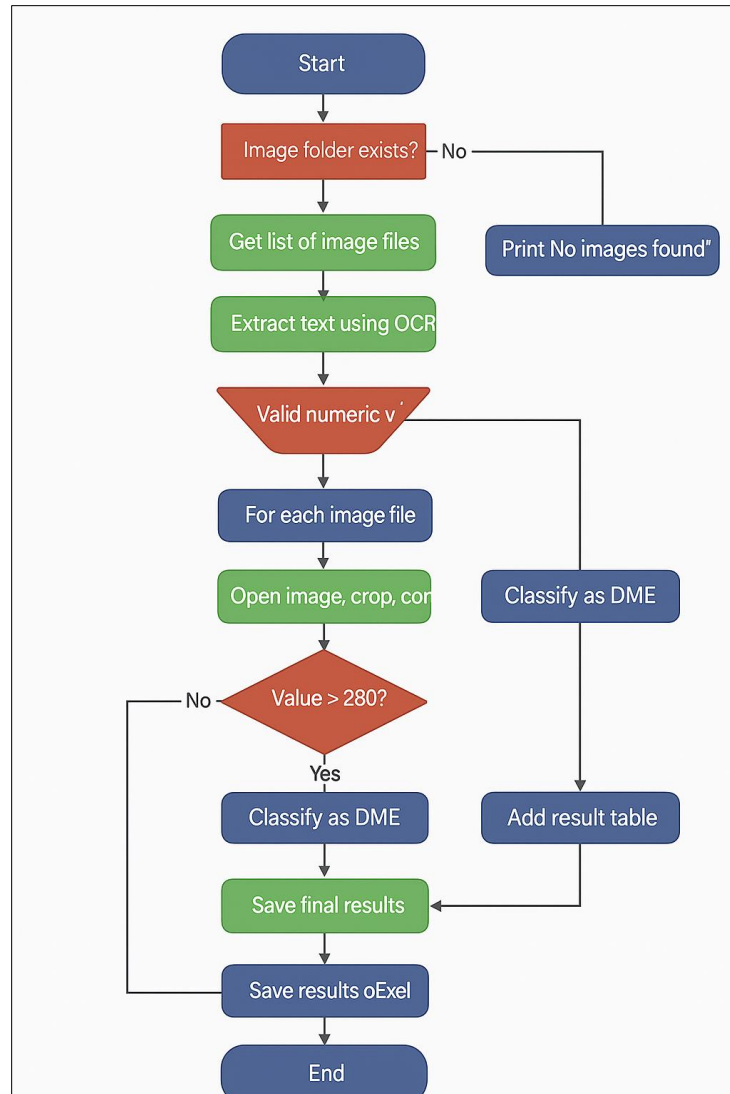 Start
Image folder exists?
No
Get list of image files
Print No images found"
Extract text using OCR
Valid numeric v
For each image file
Open image, crop, con
Classify as DME
Value > 280?
No
Yes
Classify as DME
Add result table
Save final results
Save results oExel
End